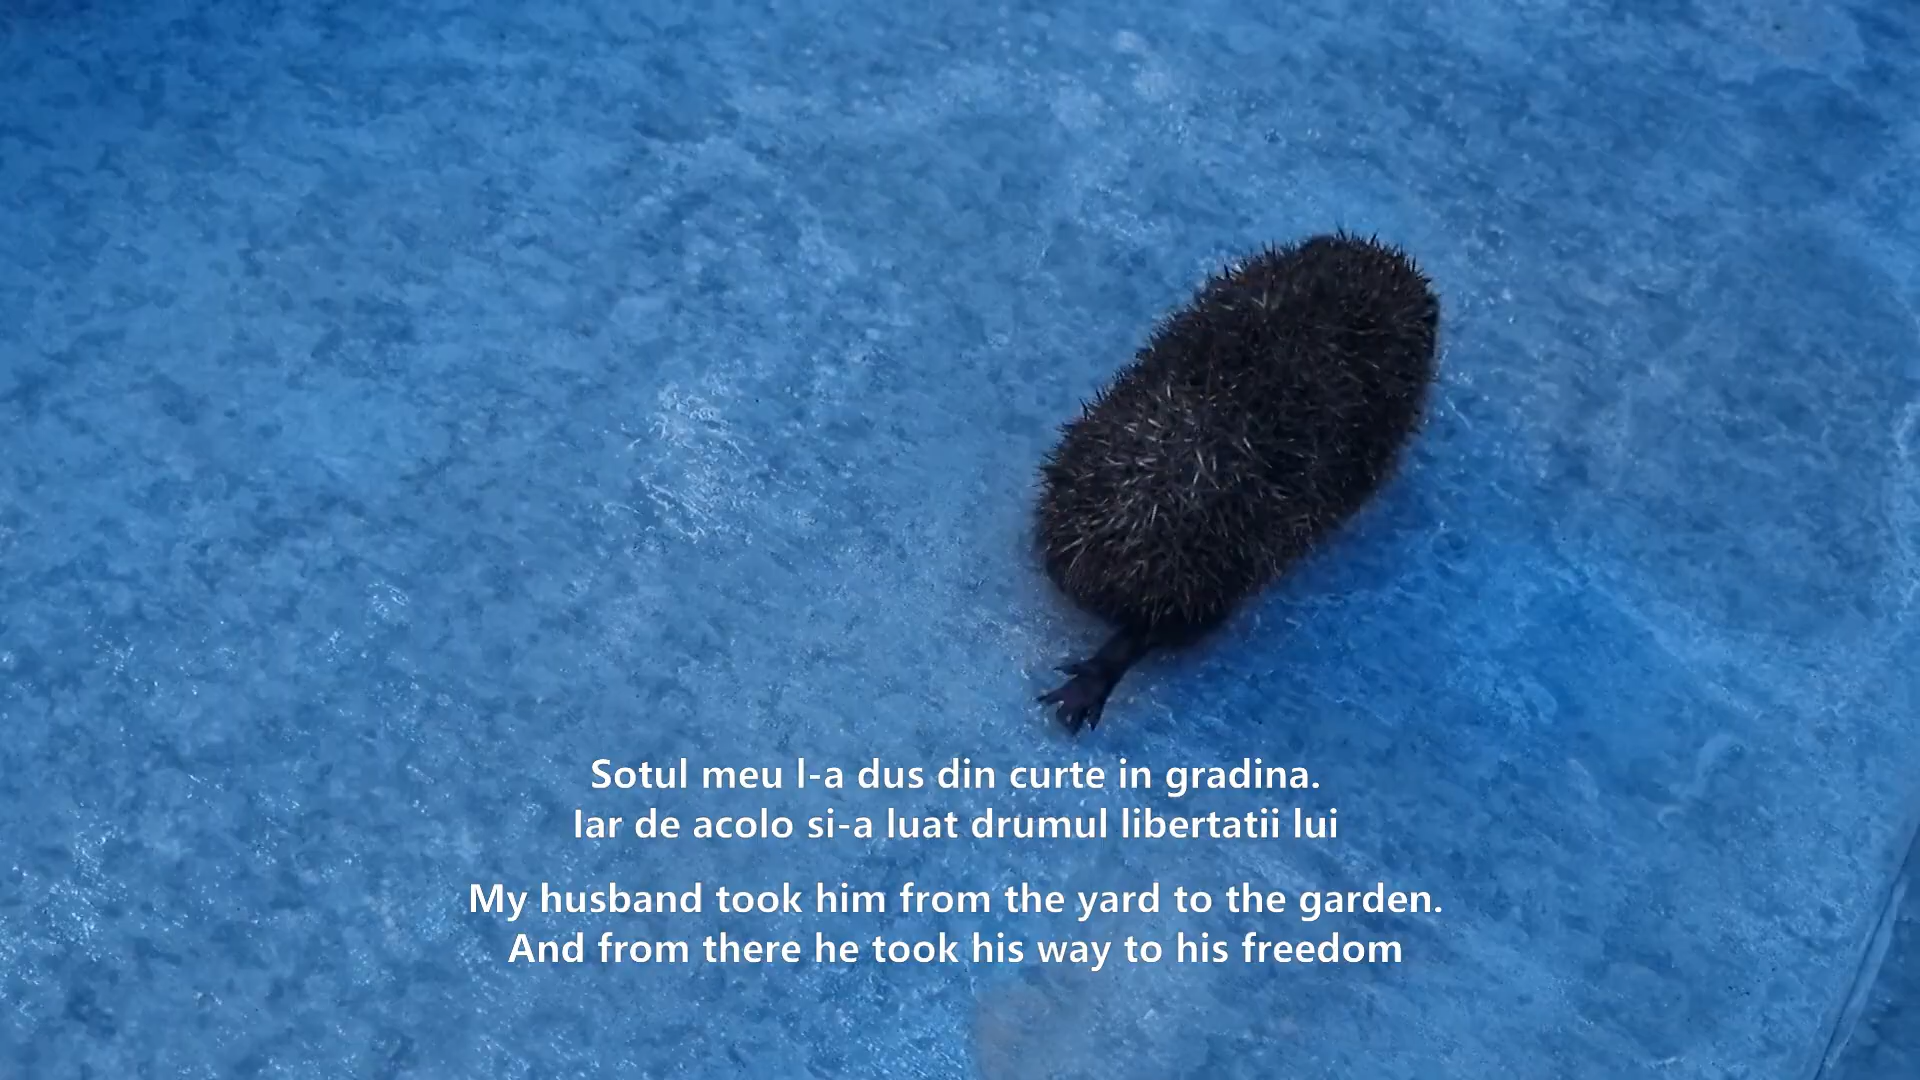 Sotul meu l-a dus din curte in gradina.
Iar de acolo si-a luat drumul libertatii lui
My husband took him from the yard to the garden.
And from there he took his way to his freedom